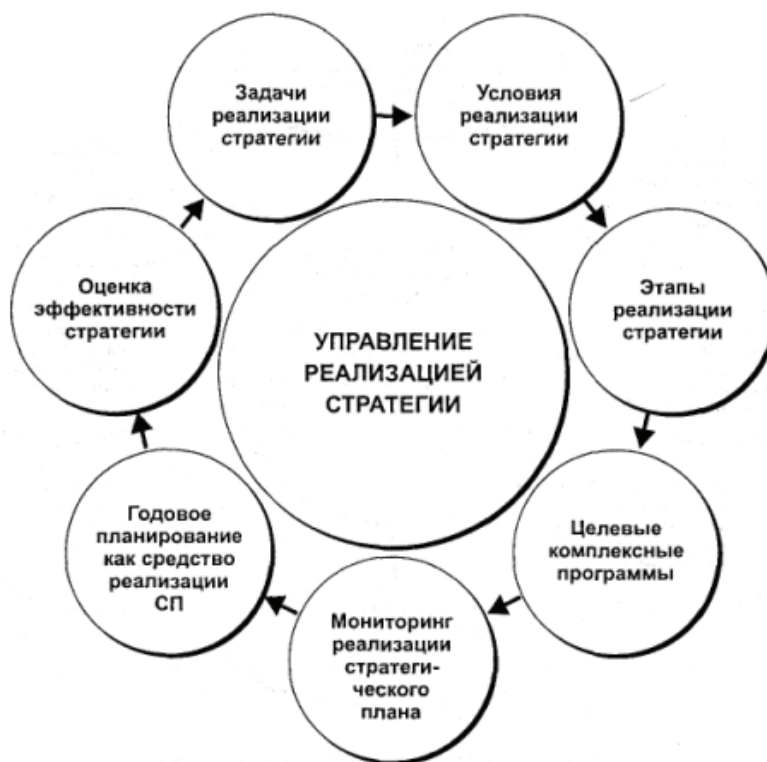 Задачи
реализации
стратегии
Условия
реализации
стратегии
Этапы
реализации
стратегии
Целевые
комплексные
программы
Мониторинг
реализации
стратеги-
ческого
плана
Годовое
планирование
как средство
реализации
СП
Оценка
эффективности
стратегии
УПРАВЛЕНИЕ
РЕАЛИЗАЦИЕЙ
СТРАТЕГИИ